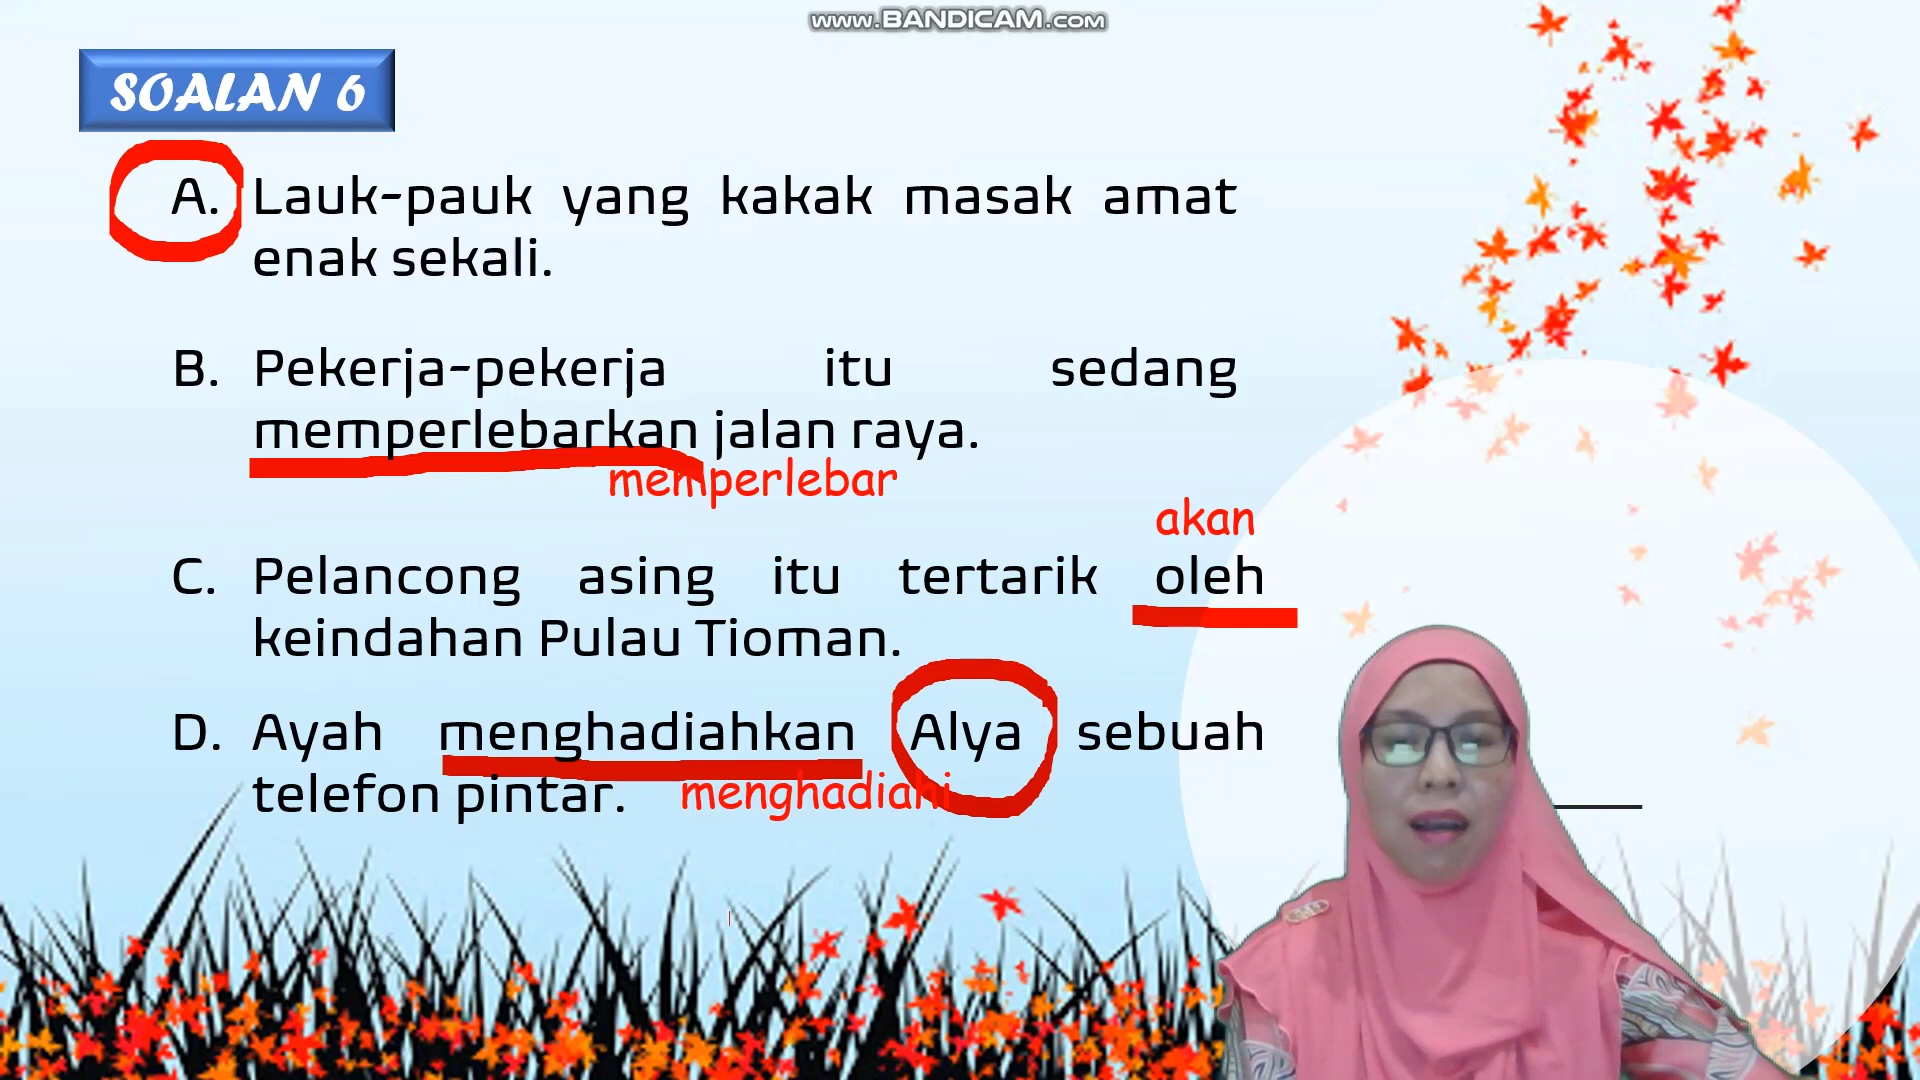 www.BANDICAM.com
SOALAN 6
A. Lauk-pauk yang kakak masak amat
enak sekali.
B. Pekerja-pekerja itu sedang
memperlebarkan jalan raya.
memperlebar
akan
C. Pelancong asing itu tertarik oleh
keindahan Pulau Tioman.
D. Ayah menghadiahkan Alya sebuah
telefon pintar. menghadiahi